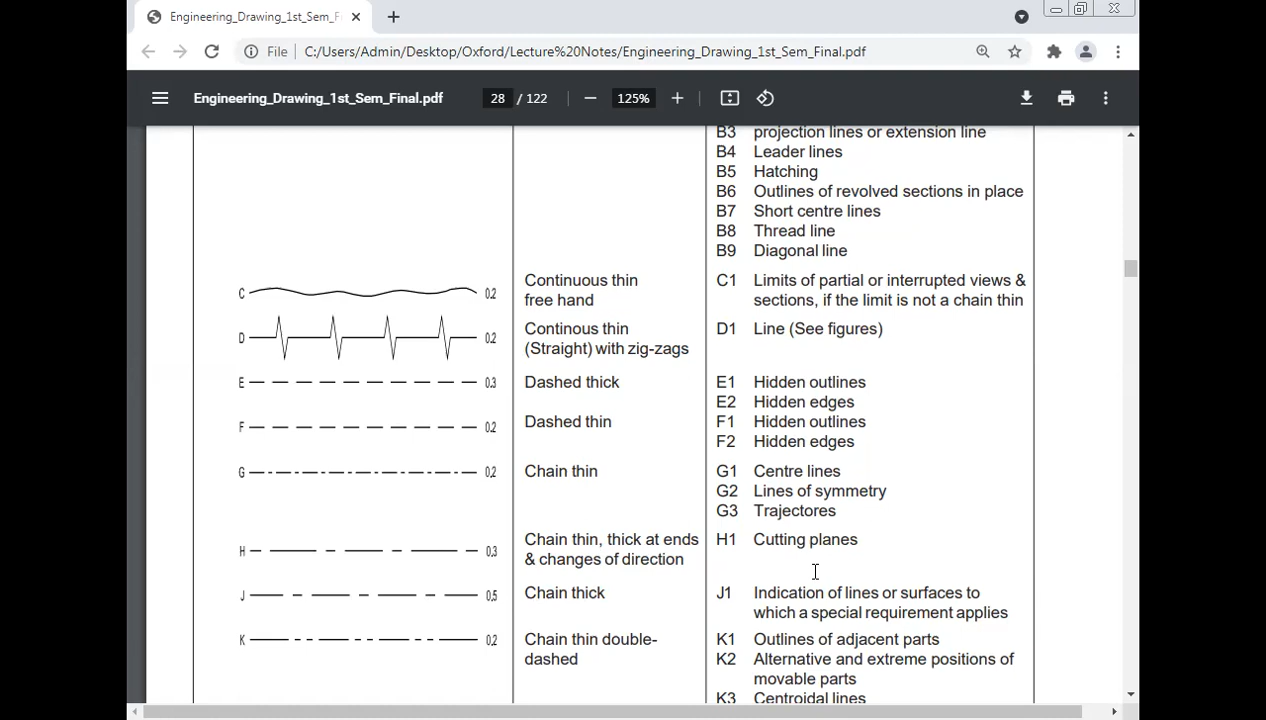 Engineering_Drawing_1st_Sem_F
File C:/Users/Admin/Desktop/Oxford/Lecture%20Notes/Engineering_Drawing_1st_Sem_Final.pdf
Engineering_Drawing_1st_Sem_Final.pdf 28 / 122 125%
B3 projection lines or extension line
B4 Leader lines
B5 Hatching
B6 Outlines of revolved sections in place
B7 Short centre lines
B8 Thread line
B9 Diagonal line
C 0.2 Continuous thin free hand C1 Limits of partial or interrupted views &
sections, if the limit is not a chain thin
D 0.2 Continous thin D1 Line (See figures)
(Straight) with zig-zags
E 0.3 Dashed thick E1 Hidden outlines
E2 Hidden edges
F 0.2 Dashed thin F1 Hidden outlines
F2 Hidden edges
G 0.2 Chain thin G1 Centre lines
G2 Lines of symmetry
G3 Trajectores
H 0.3 Chain thin, thick at ends H1 Cutting planes
& changes of direction
J 0.5 Chain thick J1 Indication of lines or surfaces to
which a special requirement applies
K 0.2 Chain thin double- K1 Outlines of adjacent parts
dashed K2 Alternative and extreme positions of
movable parts
K3 Centroidal lines